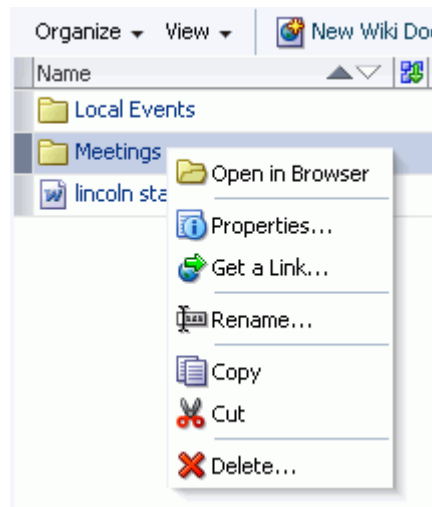 Organize View New Wiki Do
Name
Local Events
Meetings
lincoln sta
Open in Browser
Properties...
Get a Link...
Rename...
Copy
Cut
Delete...